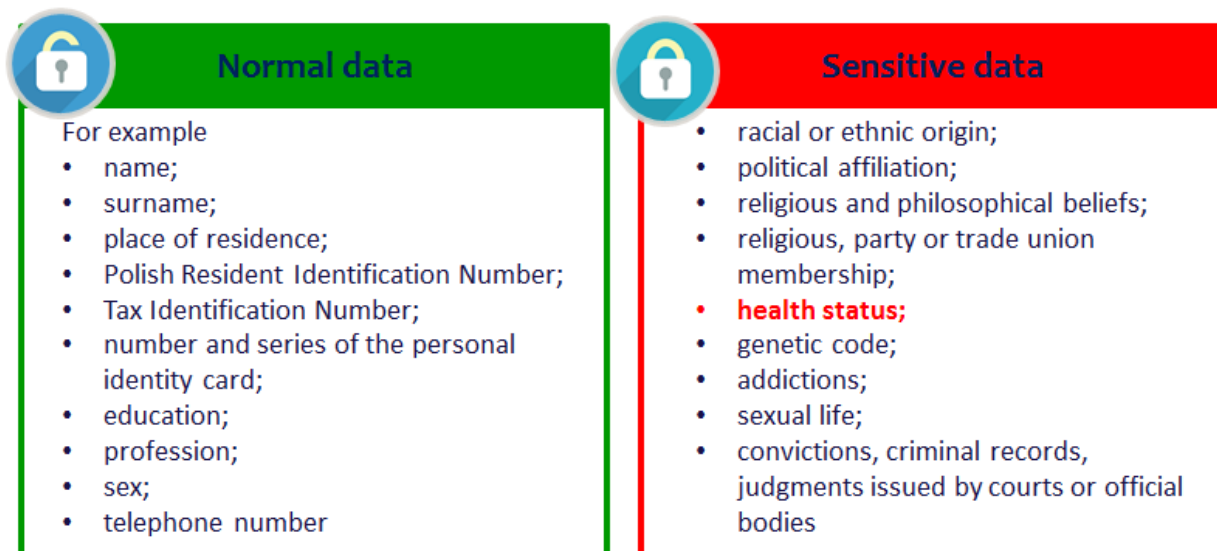 Normal data
For example
• name;
• surname;
• place of residence;
• Polish Resident Identification Number;
• Tax Identification Number;
• number and series of the personal
identity card;
• education;
• profession;
• sex;
• telephone number
Sensitive data
• racial or ethnic origin;
• political affiliation;
• religious and philosophical beliefs;
• religious, party or trade union
membership;
• health status;
• genetic code;
• addictions;
• sexual life;
• convictions, criminal records,
judgments issued by courts or official
bodies